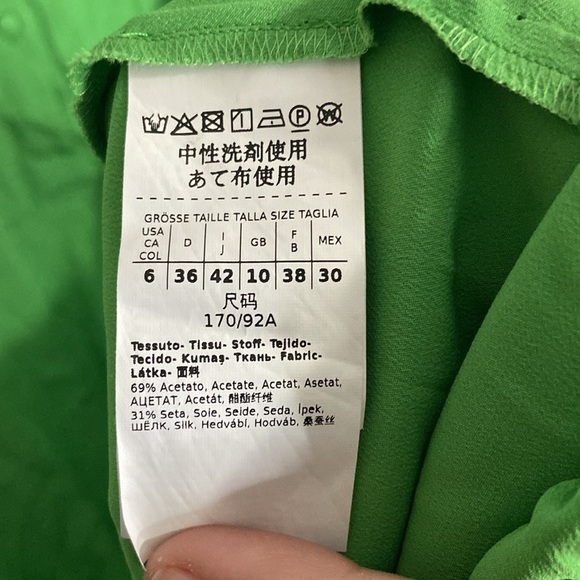 中性洗剤使用
あて布使用
GRÖSSE TAILLE TALLA SIZE TAGLIA
USA CA COL D I J GB F B MEX
6 36 42 10 38 30
尺码
170/92A
Tessuto- Tissu- Stoff- Tejido-
Tecido- Kumaş- Ткань- Fabric-
Látka- 面料
69% Acetato, Acetate, Acetat, Asetat,
АЦЕТАТ, Acetát, 醋酯纤维
31% Seta, Soie, Seide, Seda, İpek,
ШЁЛК, Silk, Hedvábí, Hodváb, 桑蚕丝